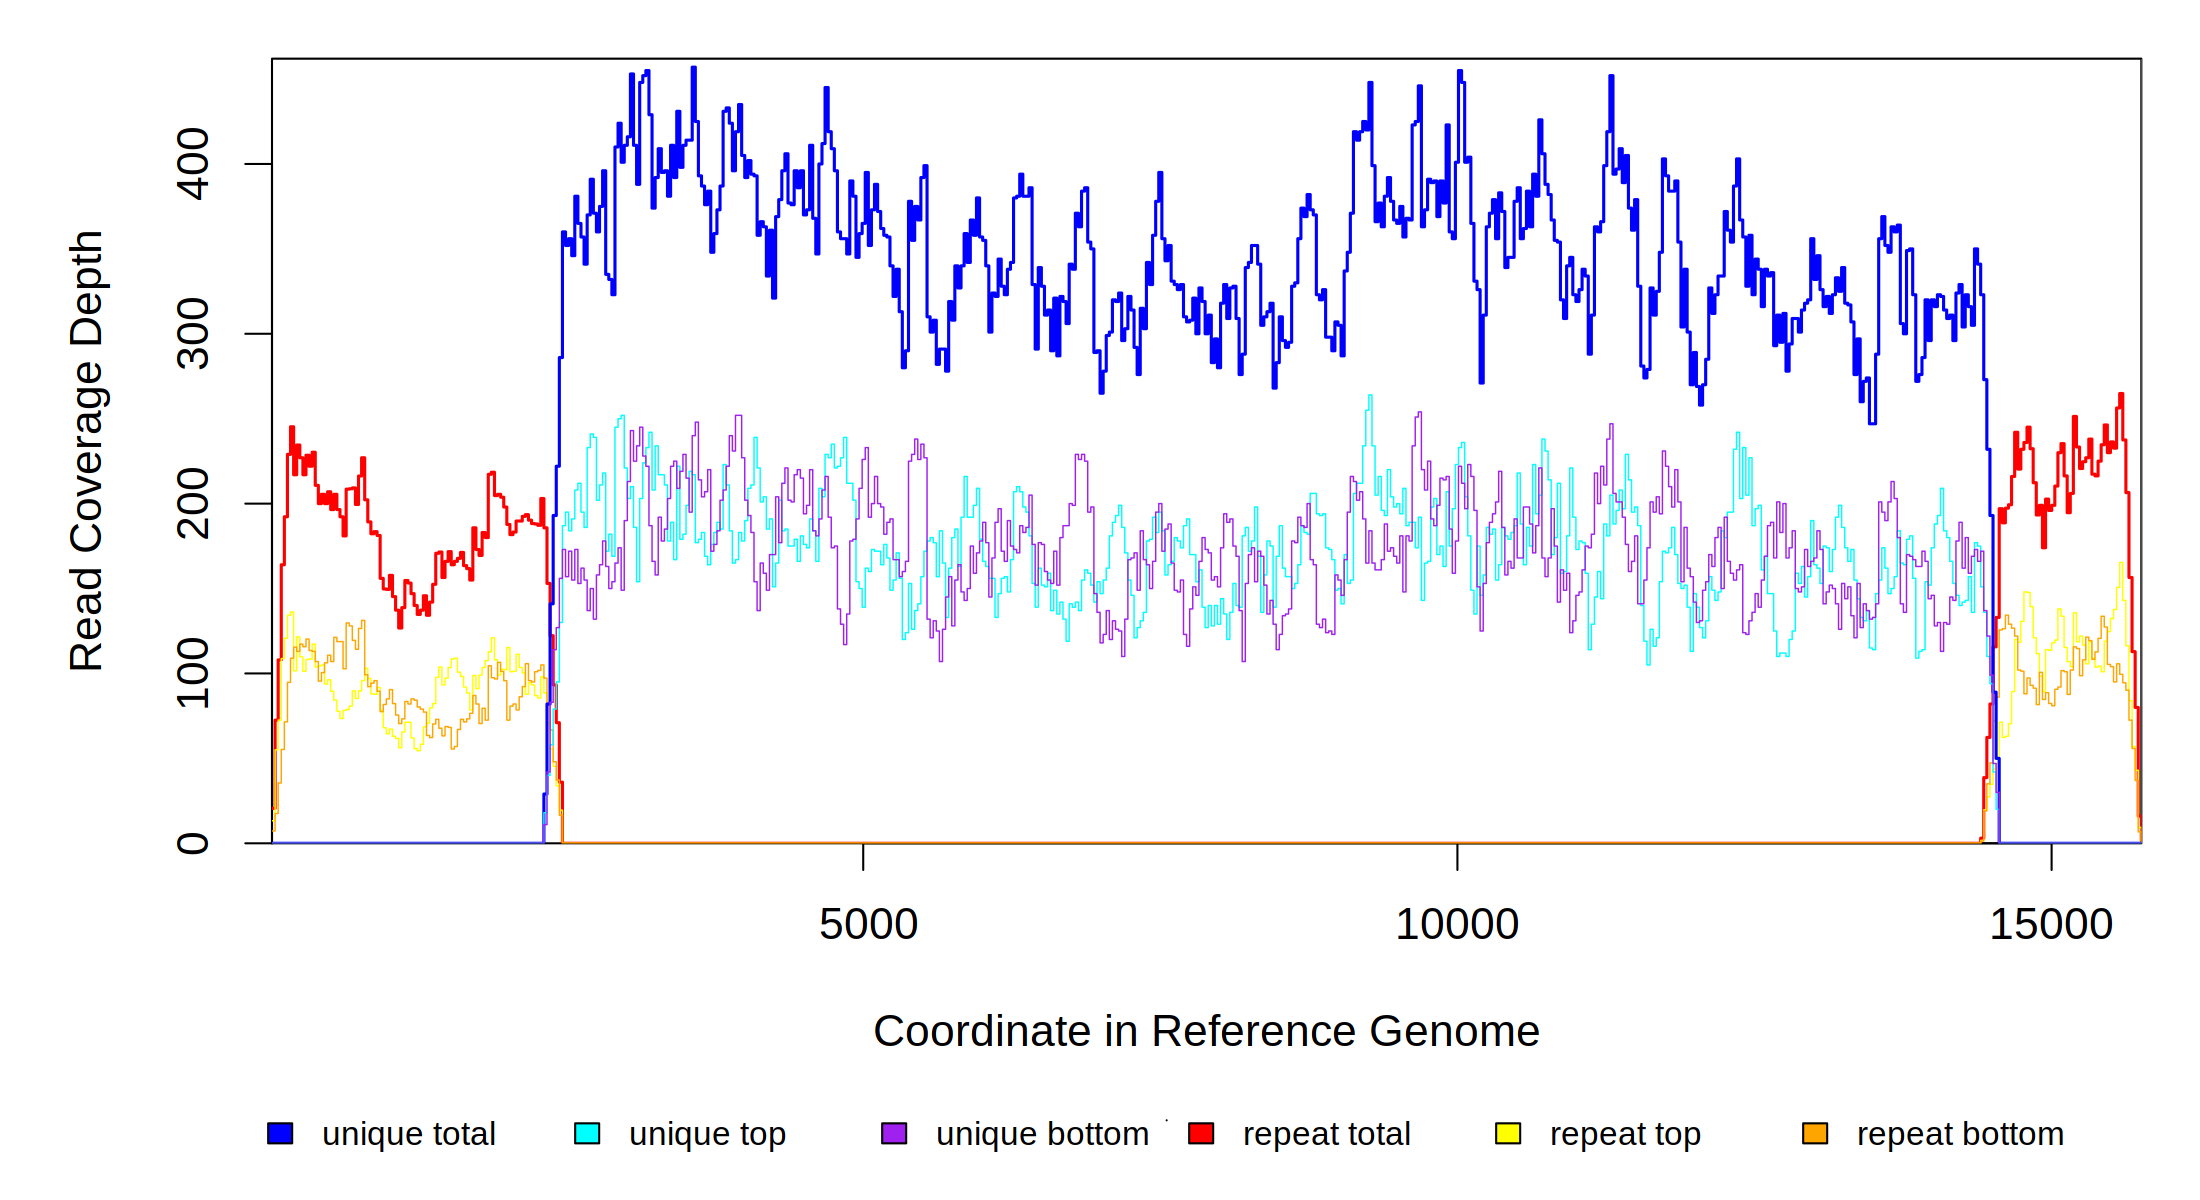 Read Coverage Depth
400
300
200
100
0
5000 10000 15000
Coordinate in Reference Genome
unique total unique top unique bottom repeat total repeat top repeat bottom